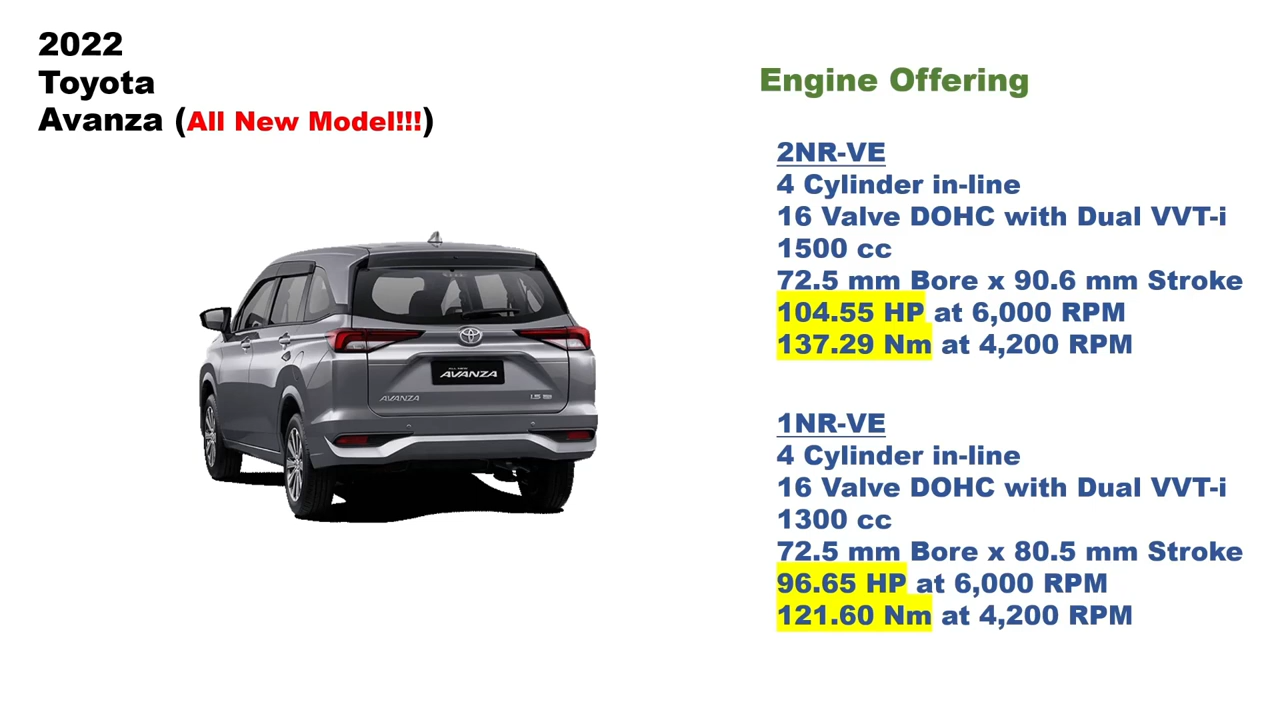 2022
Toyota
Avanza (All New Model!!!)
Engine Offering
2NR-VE
4 Cylinder in-line
16 Valve DOHC with Dual VVT-i
1500 cc
72.5 mm Bore x 90.6 mm Stroke
104.55 HP at 6,000 RPM
137.29 Nm at 4,200 RPM
1NR-VE
4 Cylinder in-line
16 Valve DOHC with Dual VVT-i
1300 cc
72.5 mm Bore x 80.5 mm Stroke
96.65 HP at 6,000 RPM
121.60 Nm at 4,200 RPM
AVANZA
AVANZA